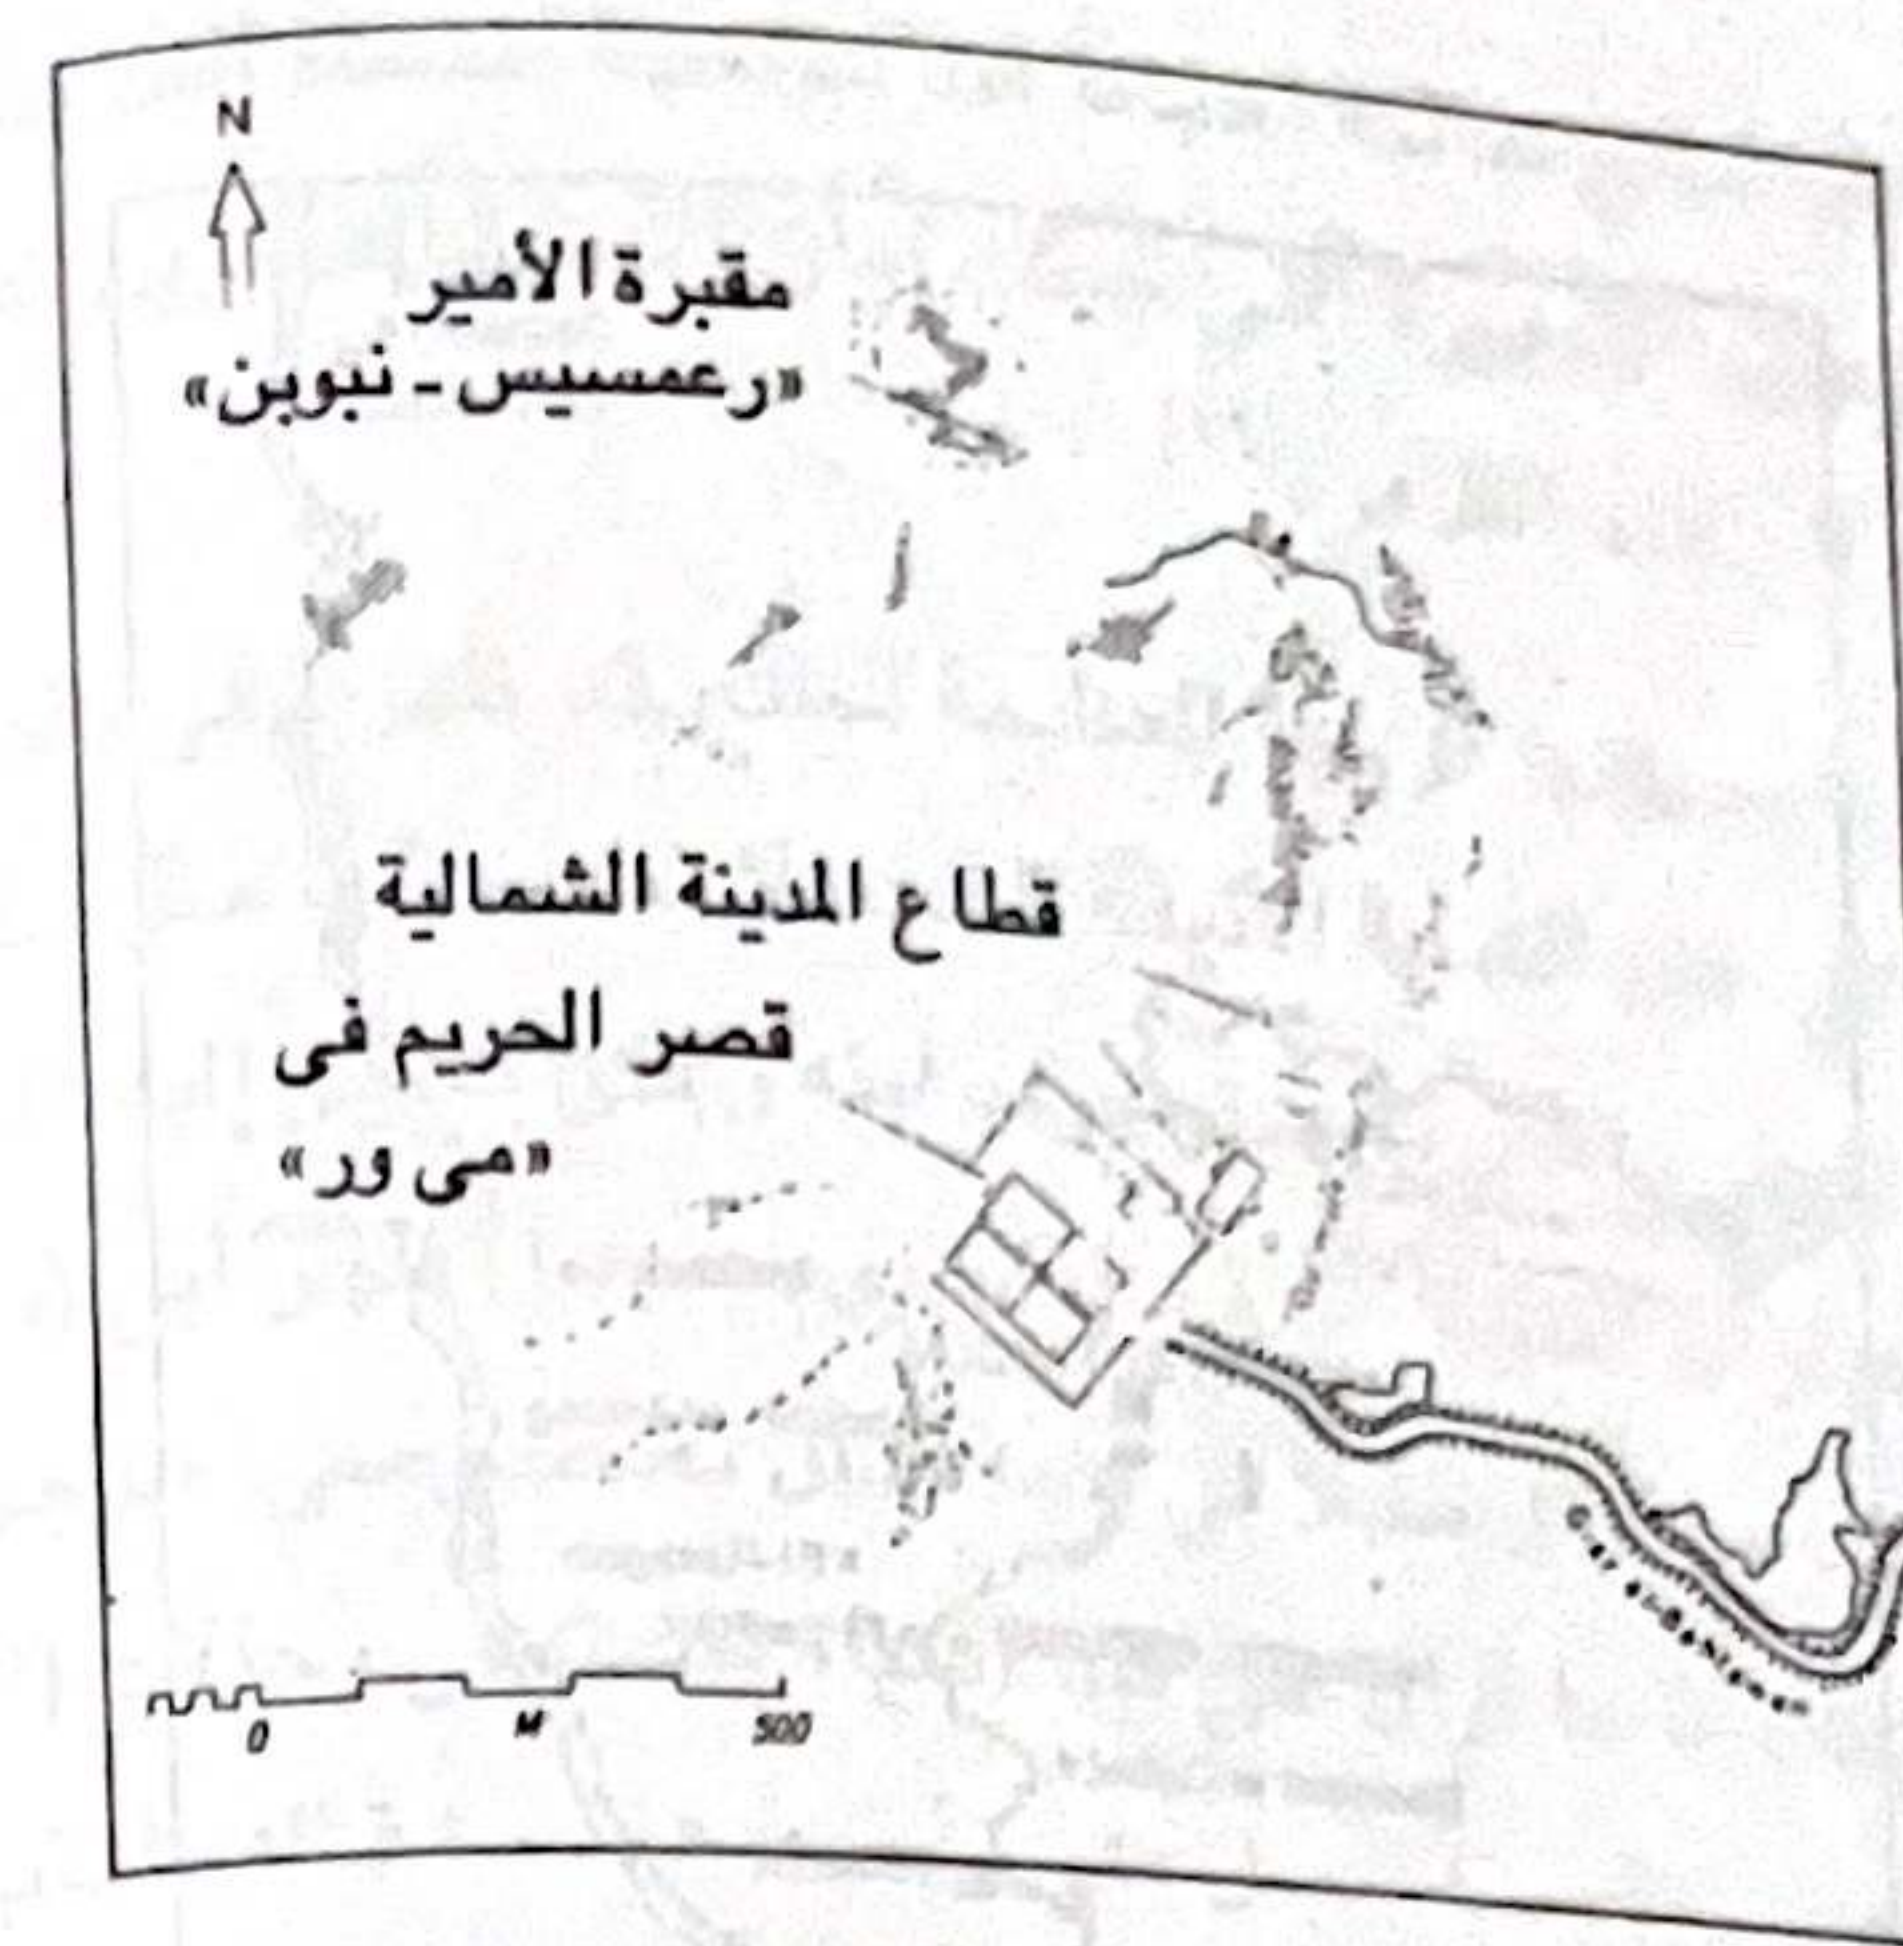 N
مقبرة الأمير
«رعمسيس - نبوبن»
قطاع المدينة الشمالية
قصر الحريم فى
«مى ور»
0 M 500